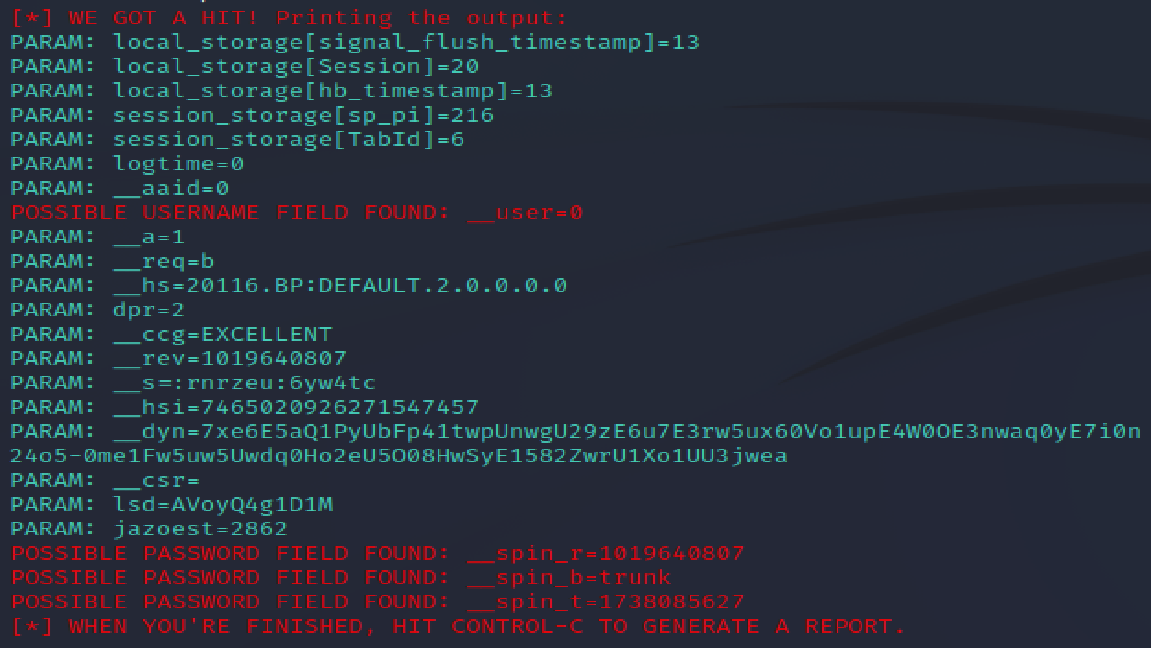 [*] WE GOT A HIT! Printing the output:
PARAM: local_storage[signal_flush_timestamp]=13
PARAM: local_storage[Session]=20
PARAM: local_storage[hb_timestamp]=13
PARAM: session_storage[sp_pi]=216
PARAM: session_storage[TabId]=6
PARAM: logtime=0
PARAM: __aaid=0
POSSIBLE USERNAME FIELD FOUND: __user=0
PARAM: __a=1
PARAM: __req=b
PARAM: __hs=20116.BP:DEFAULT.2.0.0.0.0
PARAM: dpr=2
PARAM: __ccg=EXCELLENT
PARAM: __rev=1019640807
PARAM: __s=:rnrzeu:6yw4tc
PARAM: __hsi=7465020926271547457
PARAM: __dyn=7xe6E5aQ1PyUbFp41twpUnwgU29zE6u7E3rw5ux60Vo1upE4W0OE3nwaq0yE7i0n
24o5-0me1Fw5uw5Uwdq0Ho2eU5O08HwSyE1582ZwrU1Xo1UU3jwea
PARAM: __csr=
PARAM: lsd=AVoyQ4g1D1M
PARAM: jazoest=2862
POSSIBLE PASSWORD FIELD FOUND: __spin_r=1019640807
POSSIBLE PASSWORD FIELD FOUND: __spin_b=trunk
POSSIBLE PASSWORD FIELD FOUND: __spin_t=1738085627
[*] WHEN YOU'RE FINISHED, HIT CONTROL-C TO GENERATE A REPORT.